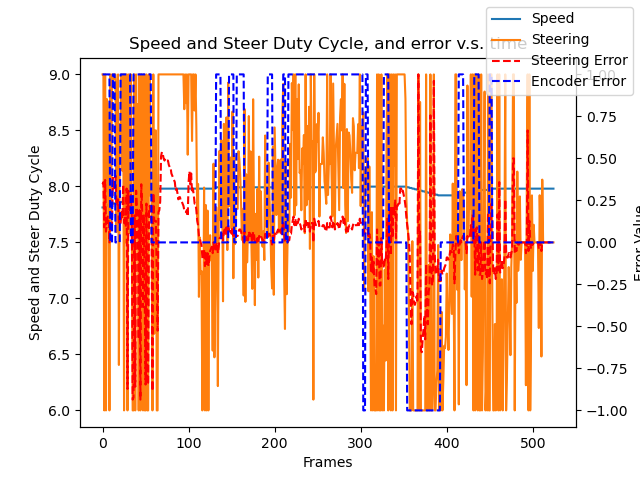 Speed and Steer Duty Cycle, and error v.s. time
Speed
Steering
Steering Error
Encoder Error
9.0
8.5
8.0
7.5
7.0
6.5
6.0
Speed and Steer Duty Cycle
0
100
200
300
400
500
Frames
1.00
0.75
0.50
0.25
0.00
−0.25
−0.50
−0.75
−1.00
Error Value